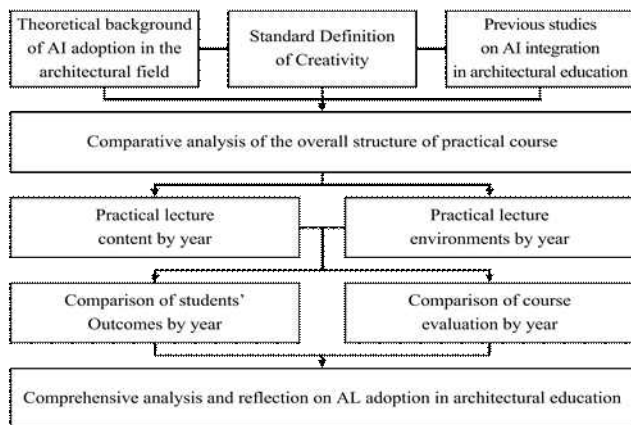 Theoretical background
of AI adoption in the
architectural field
Standard Definition
of Creativity
Previous studies
on AI integration
in architectural education
Comparative analysis of the overall structure of practical course
Practical lecture
content by year
Practical lecture
environments by year
Comparison of students’
Outcomes by year
Comparison of course
evaluation by year
Comprehensive analysis and reflection on AL adoption in architectural education